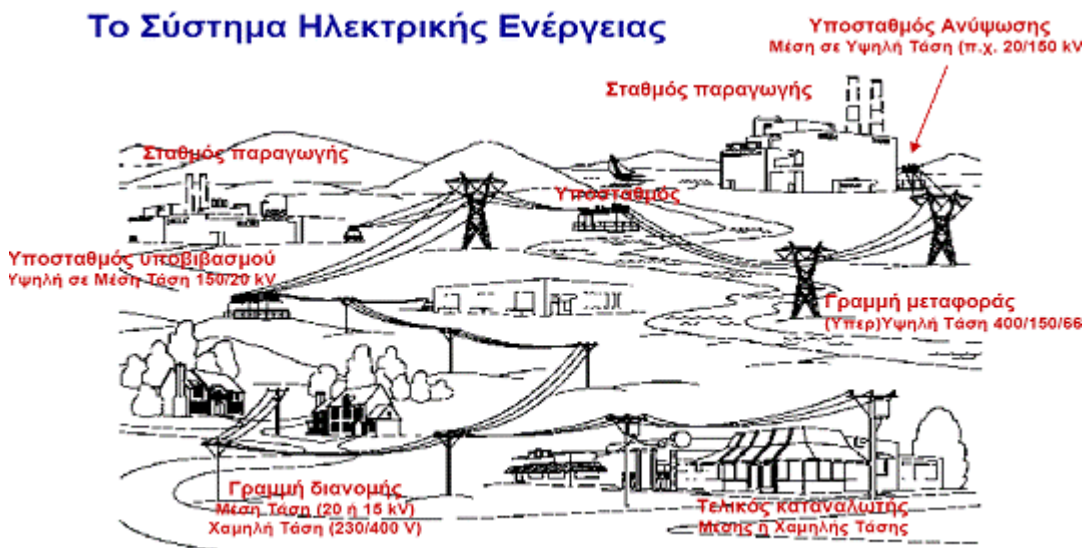 Το Σύστημα Ηλεκτρικής Ενέργειας
Υποσταθμός Ανύψωσης
Μέση σε Υψηλή Τάση (π.χ. 20/150 kV
Σταθμός παραγωγής
Σταθμός παραγωγής
Υποσταθμός
Υποσταθμός υποβιβασμού
Υψηλή σε Μέση Τάση 150/20 kV
Γραμμή μεταφοράς
(Υπερ)Υψηλή Τάση 400/150/66
Γραμμή διανομής
Μέση Τάση (20 ή 15 kV)
Χαμηλή Τάση (230/400 V)
Τελικός καταναλωτής
Μέσης ή Χαμηλής Τάσης